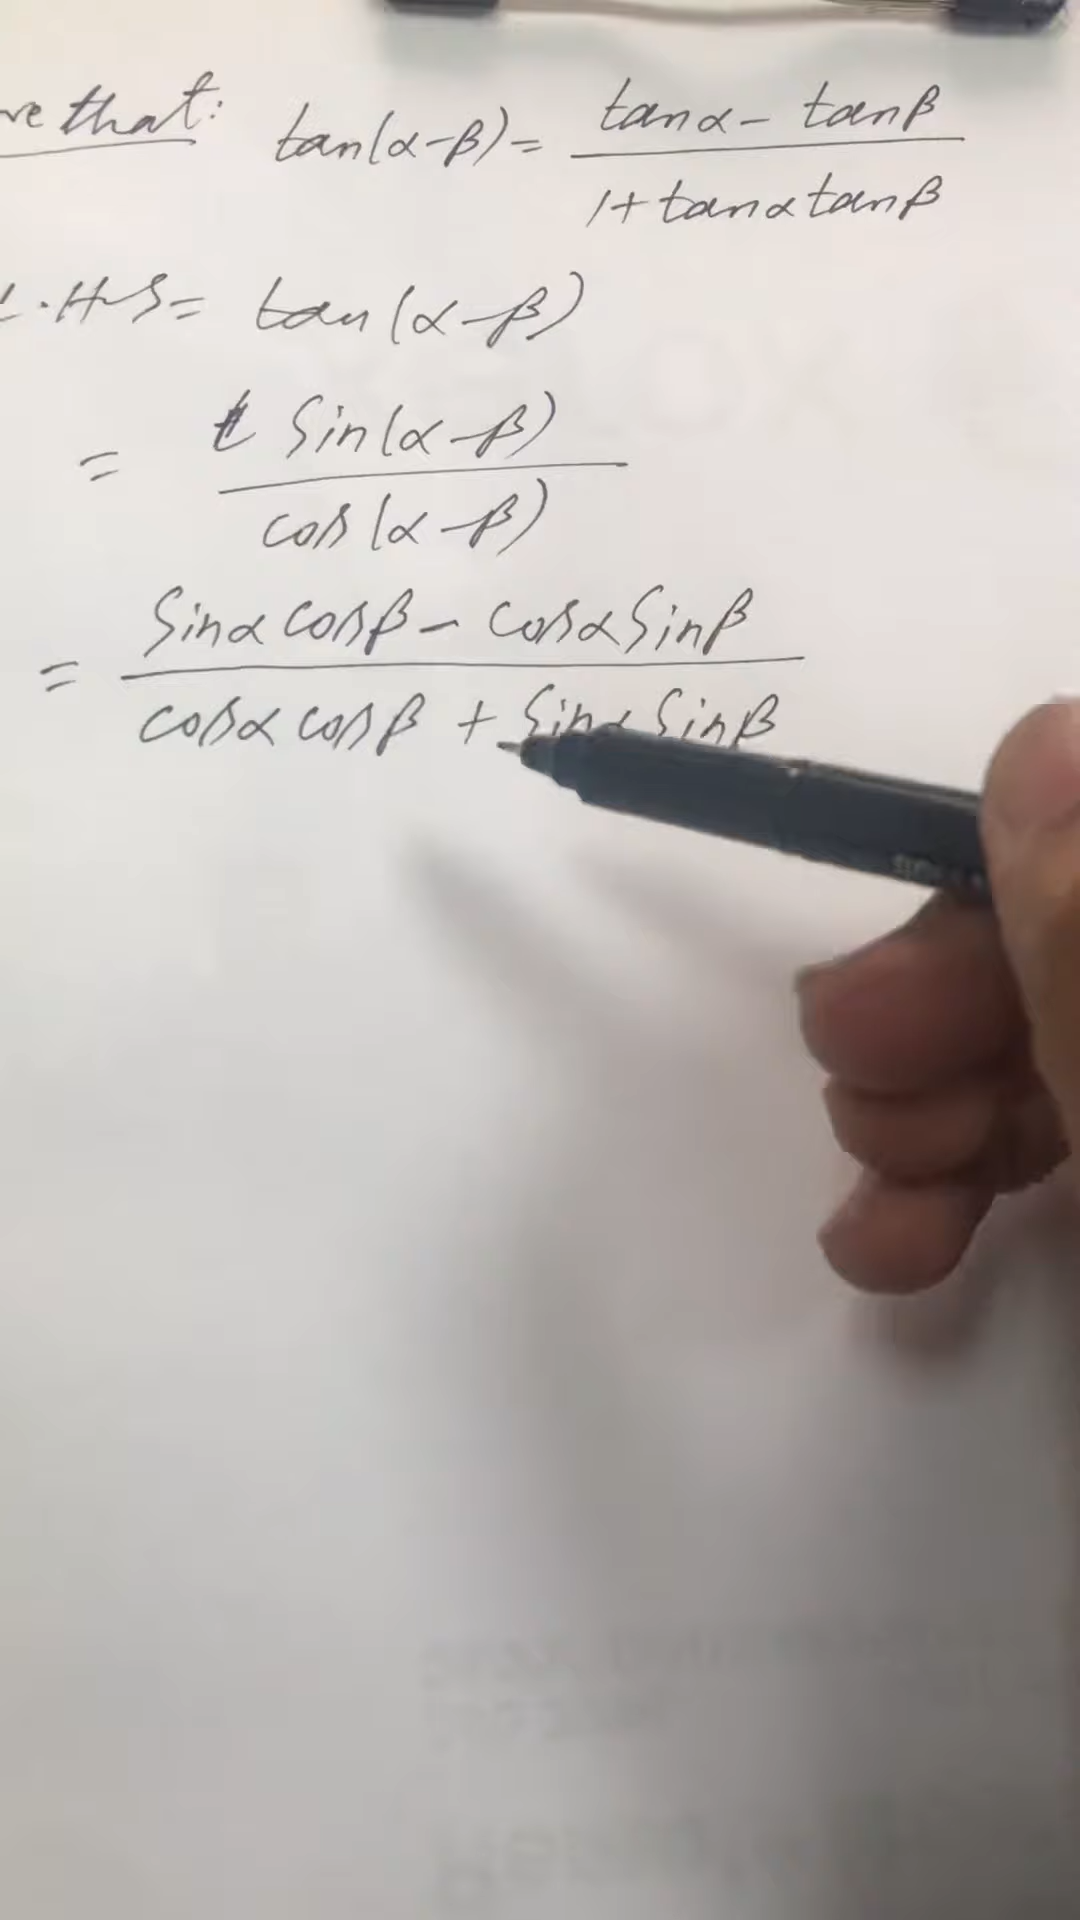 ve that: tan(α-β) = tanα - tanβ / 1 + tanα tanβ
L.H.S = tan(α-β)
= Sin(α-β) / cos(α-β)
= Sinα cosβ - cosα Sinβ / cosα cosβ + Sinα Sinβ